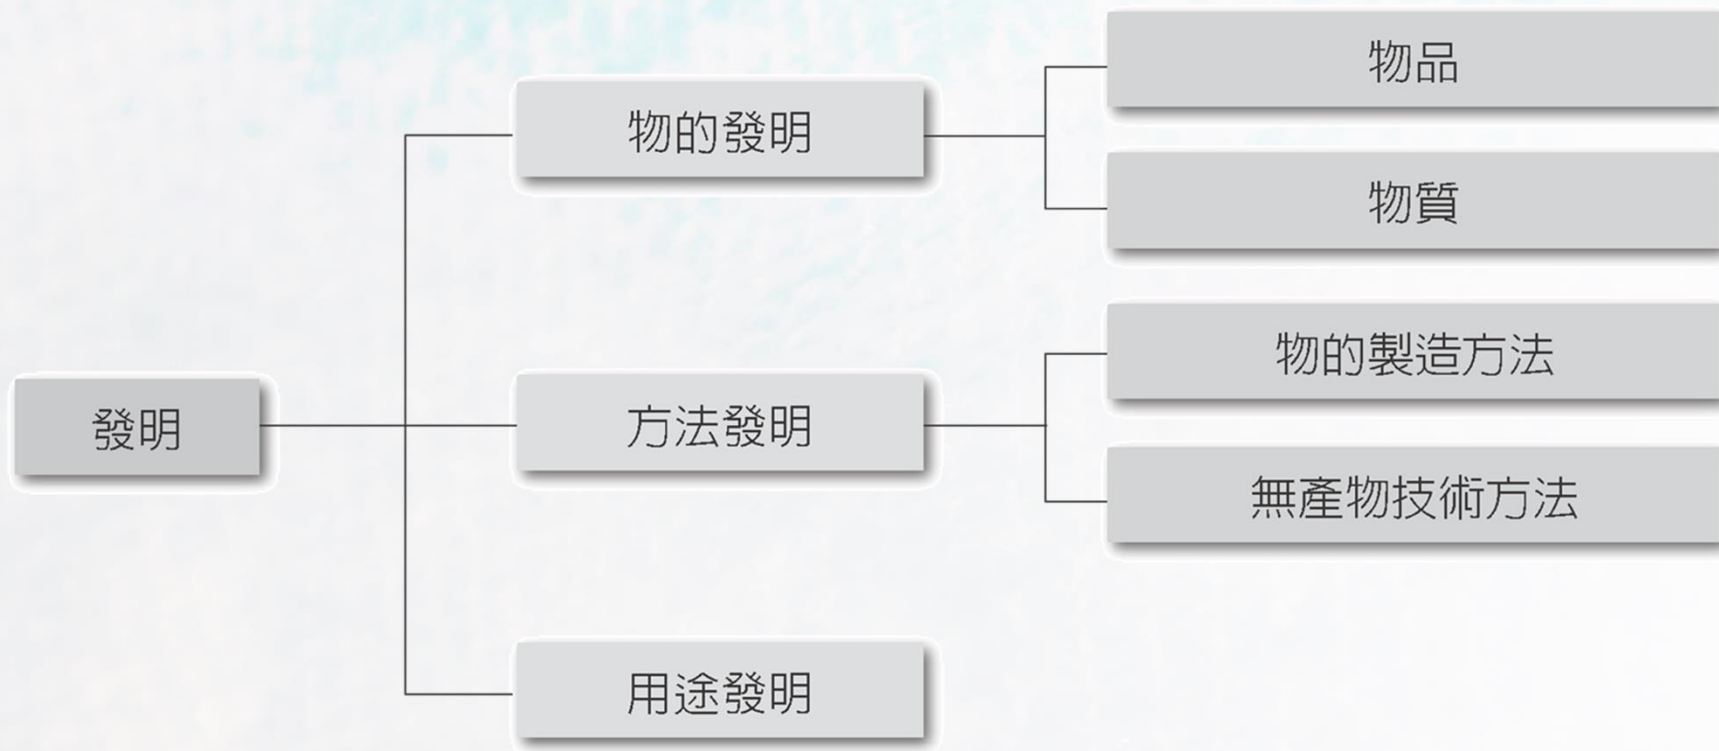 發明
物的發明
物品
物質
方法發明
物的製造方法
無產物技術方法
用途發明